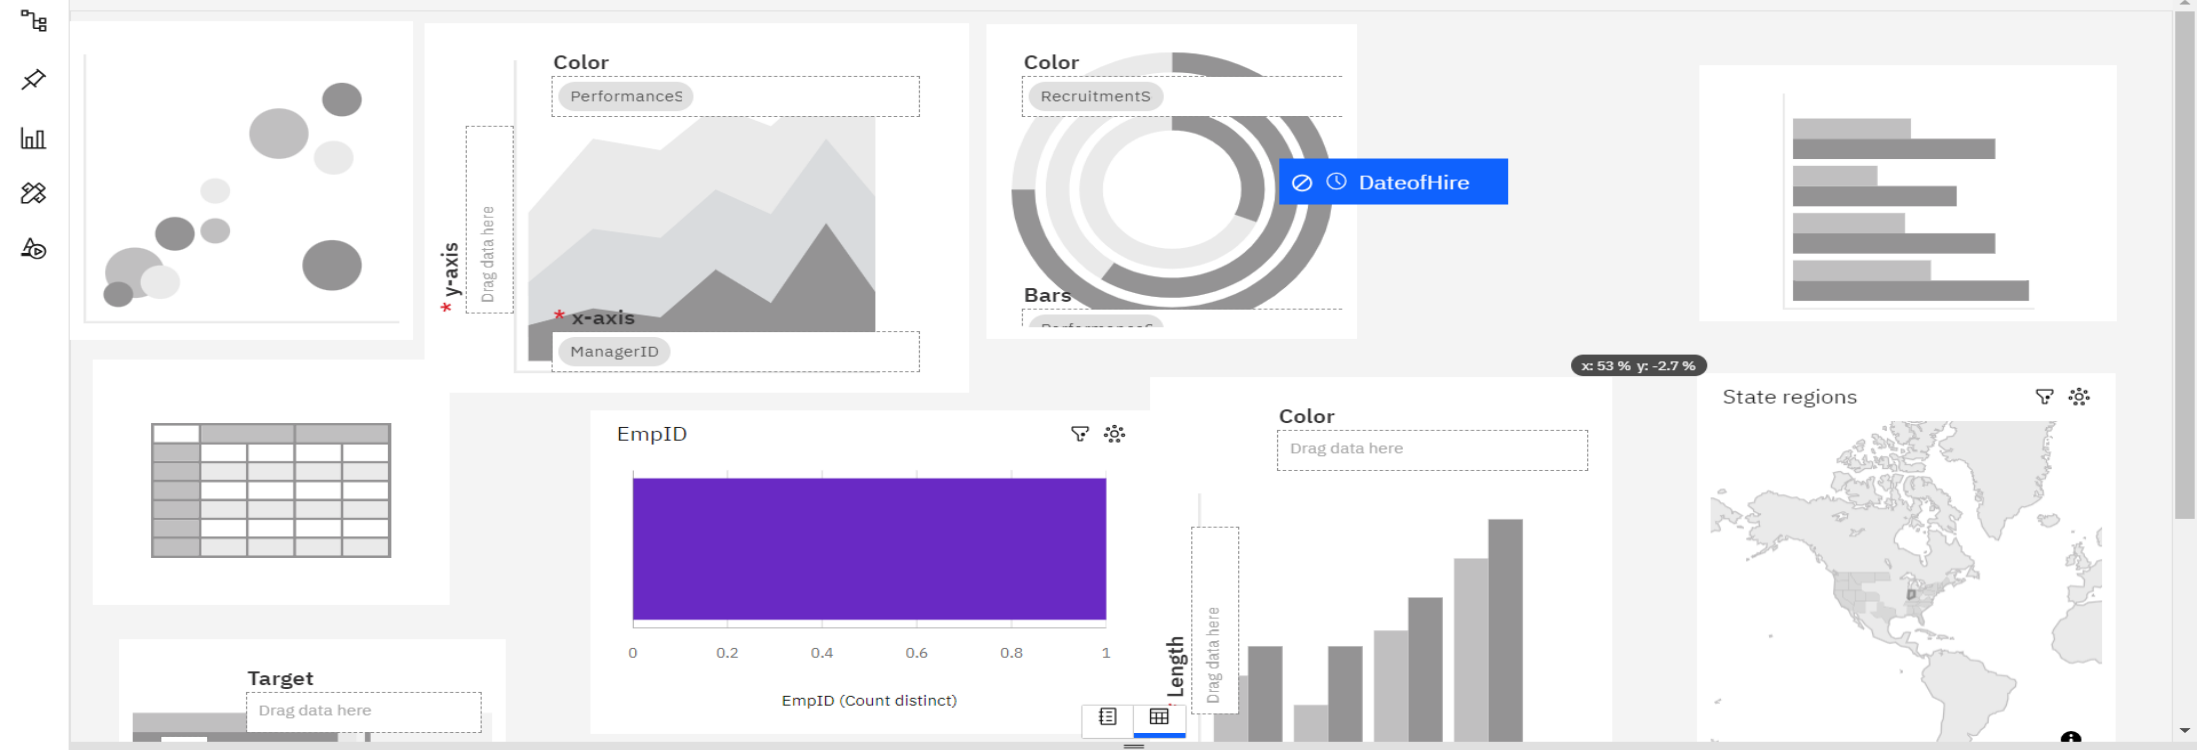 Color
PerformanceS
* y-axis
Drag data here
* x-axis
ManagerID
Color
RecruitmentS
DateofHire
Bars
PerformanceS
x: 53 % y: -2.7 %
EmpID
0 0.2 0.4 0.6 0.8 1
EmpID (Count distinct)
Color
Drag data here
Length
Drag data here
State regions
Target
Drag data here